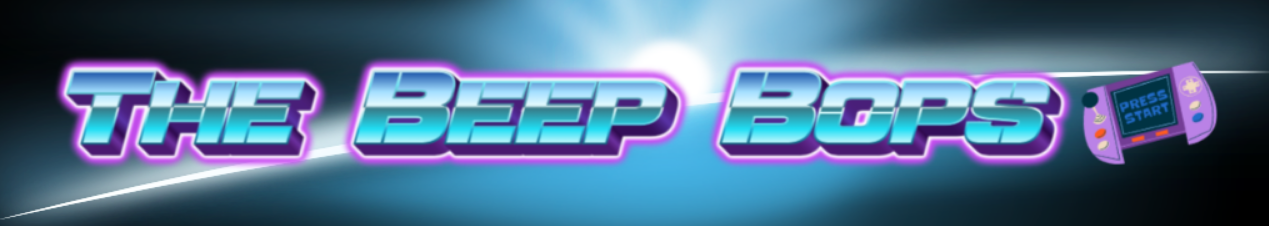 The Beep Bops
PRESS
START